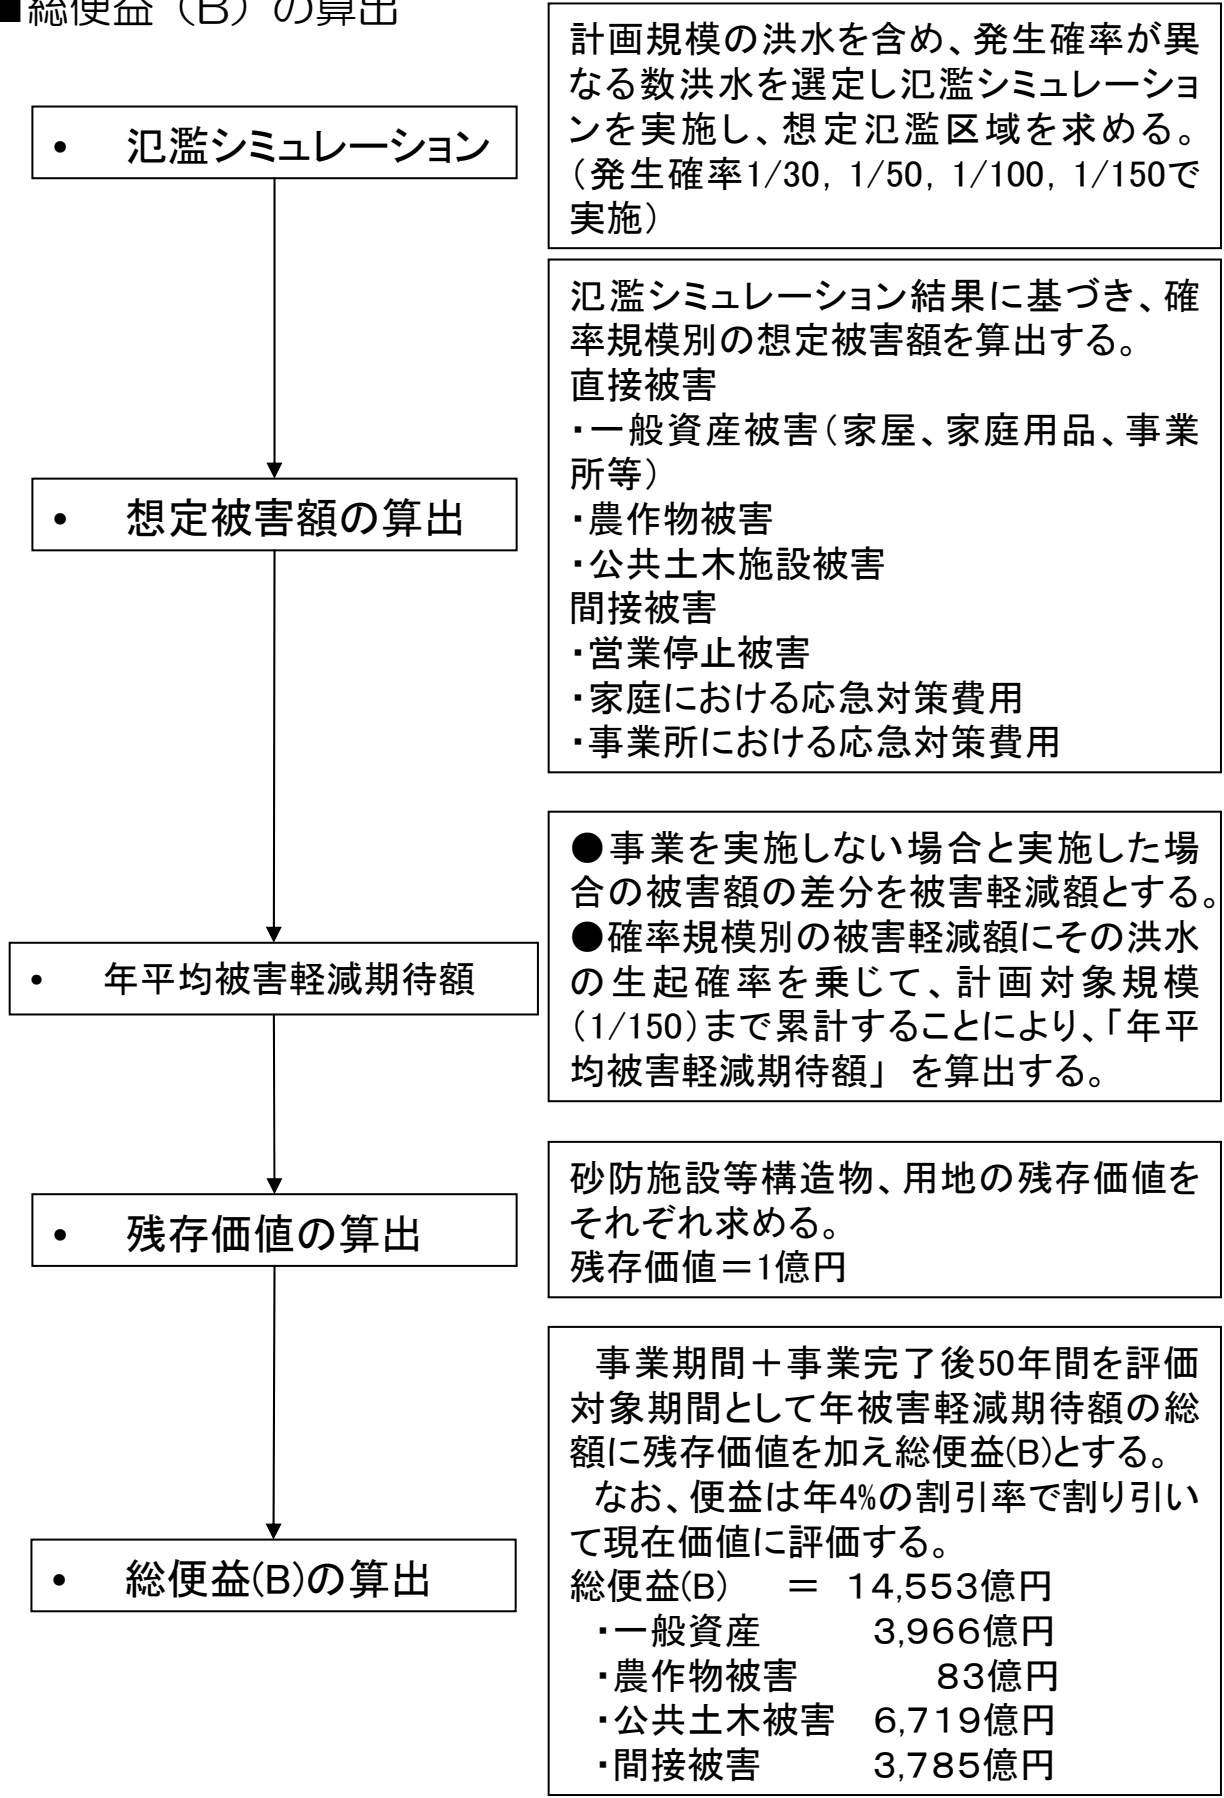 ■総便益（B）の算出
計画規模の洪水を含め、発生確率が異
なる数洪水を選定し氾濫シミュレーショ
ンを実施し、想定氾濫区域を求める。
（発生確率1/30，1/50，1/100，1/150で
実施）
• 氾濫シミュレーション
氾濫シミュレーション結果に基づき、確
率規模別の想定被害額を算出する。
直接被害
・一般資産被害（家屋、家庭用品、事業
所等）
・農作物被害
・公共土木施設被害
間接被害
・営業停止被害
・家庭における応急対策費用
・事業所における応急対策費用
• 想定被害額の算出
●事業を実施しない場合と実施した場
合の被害額の差分を被害軽減額とする。
●確率規模別の被害軽減額にその洪水
の生起確率を乗じて、計画対象規模
（1/150）まで累計することにより、「年平
均被害軽減期待額」 を算出する。
• 年平均被害軽減期待額
砂防施設等構造物、用地の残存価値を
それぞれ求める。
残存価値＝1億円
• 残存価値の算出
事業期間＋事業完了後50年間を評価
対象期間として年被害軽減期待額の総
額に残存価値を加え総便益(B)とする。
なお、便益は年4%の割引率で割り引い
て現在価値に評価する。
総便益(B) ＝ １４,５５３億円
・一般資産 ３,９６６億円
・農作物被害 ８３億円
・公共土木被害 ６,７１９億円
・間接被害 ３,７８５億円
• 総便益(B)の算出